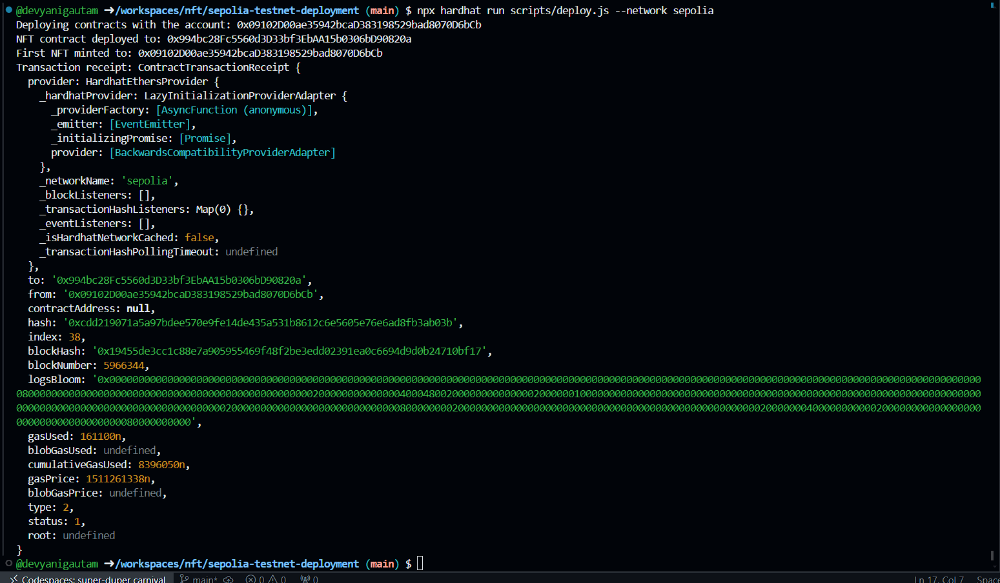 @devyanigautam ➜/workspaces/nft/sepolia-testnet-deployment (main) $ npx hardhat run scripts/deploy.js --network sepolia
Deploying contracts with the account: 0x09102D00ae35942bcaD383198529bad8070D6bCb
NFT contract deployed to: 0x994bc28Fc5560d3D33bf3EbAA15b0306bD90820a
First NFT minted to: 0x09102D00ae35942bcaD383198529bad8070D6bCb
Transaction receipt: ContractTransactionReceipt {
provider: HardhatEthersProvider {
_hardhatProvider: LazyInitializationProviderAdapter {
_providerFactory: [AsyncFunction (anonymous)],
_emitter: [EventEmitter],
_initializingPromise: [Promise],
provider: [BackwardsCompatibilityProviderAdapter]
},
_networkName: 'sepolia',
_blockListeners: [],
_transactionHashListeners: Map(0) {},
_eventListeners: [],
_isHardhatNetworkCached: false,
_transactionHashPollingTimeout: undefined
},
to: '0x994bc28Fc5560d3D33bf3EbAA15b0306bD90820a',
from: '0x09102D00ae35942bcaD383198529bad8070D6bCb',
contractAddress: null,
hash: '0xcdd219071a5a97bdee570e9fe14de435a531b8612c6e5605e76e6ad8fb3ab03b',
index: 38,
blockHash: '0x19455de3cc1c88e7a905955469f48f2be3edd02391ea0c6694d9d0b24710bf17',
blockNumber: 5966344,
logsBloom:
gasUsed: 161100n,
blobGasUsed: undefined,
cumulativeGasUsed: 8396050n,
gasPrice: 1511261338n,
blobGasPrice: undefined,
type: 2,
status: 1,
root: undefined
}
@devyanigautam ➜/workspaces/nft/sepolia-testnet-deployment (main) $
Codespaces: super-duper carnival main* 0 0 0 Ln 17, Col 7